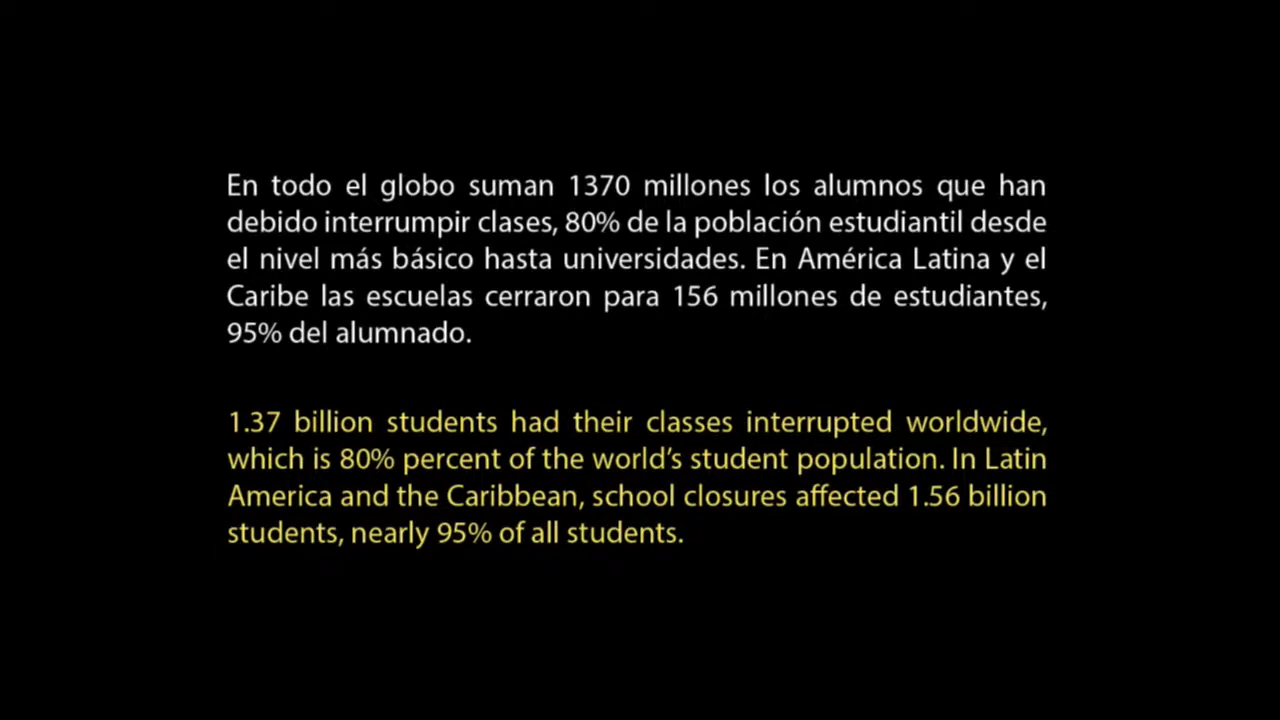 En todo el globo suman 1370 millones los alumnos que han
debido interrumpir clases, 80% de la población estudiantil desde
el nivel más básico hasta universidades. En América Latina y el
Caribe las escuelas cerraron para 156 millones de estudiantes,
95% del alumnado.
1.37 billion students had their classes interrupted worldwide,
which is 80% percent of the world's student population. In Latin
America and the Caribbean, school closures affected 1.56 billion
students, nearly 95% of all students.